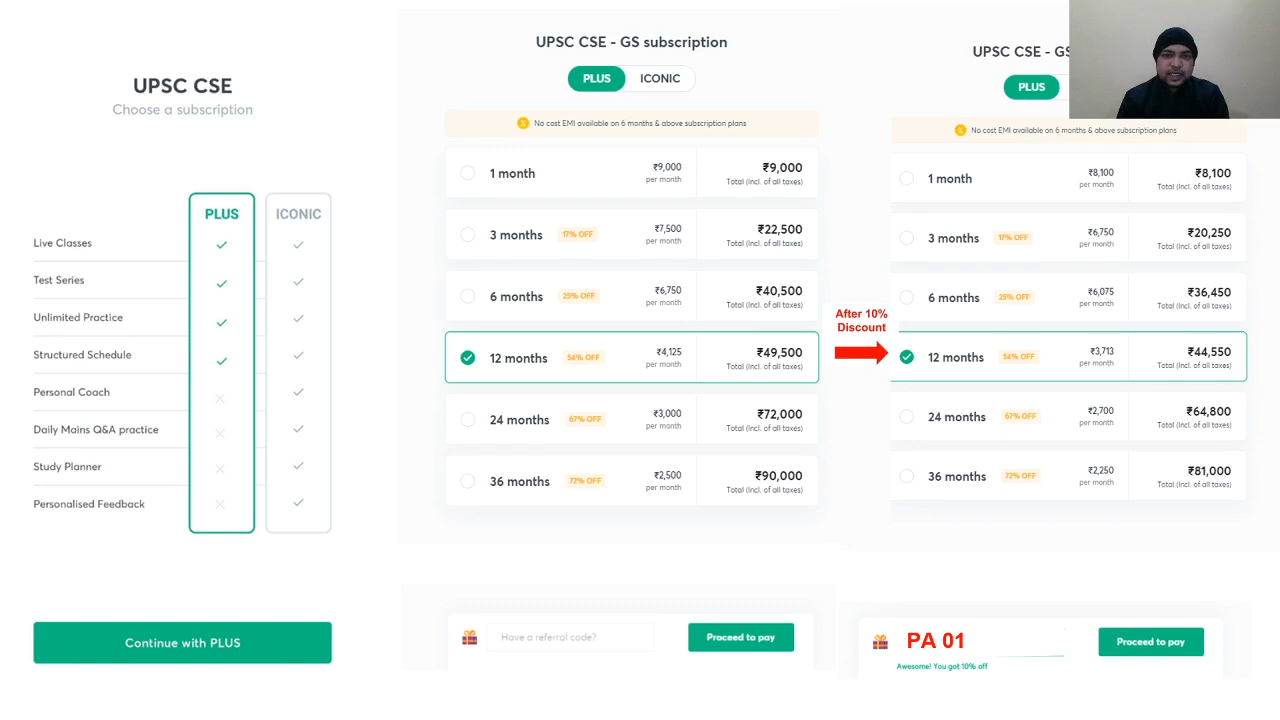 UPSC CSE
Choose a subscription
PLUS
ICONIC
Live Classes
Test Series
Unlimited Practice
Structured Schedule
Personal Coach
Daily Mains Q&A practice
Study Planner
Personalised Feedback
Continue with PLUS
UPSC CSE - GS subscription
PLUS
ICONIC
No cost EMI available on 6 months & above subscription plans
1 month
₹9,000
per month
₹9,000
Total (Incl. of all taxes)
3 months
17% OFF
₹7,500
per month
₹22,500
Total (Incl. of all taxes)
6 months
25% OFF
₹6,750
per month
₹40,500
Total (Incl. of all taxes)
12 months
54% OFF
₹4,125
per month
₹49,500
Total (Incl. of all taxes)
24 months
67% OFF
₹3,000
per month
₹72,000
Total (Incl. of all taxes)
36 months
72% OFF
₹2,500
per month
₹90,000
Total (Incl. of all taxes)
Have a referral code?
Proceed to pay
After 10%
Discount
UPSC CSE - GS
PLUS
No cost EMI available on 6 months & above subscription plans
1 month
₹8,100
per month
₹8,100
Total (Incl. of all taxes)
3 months
17% OFF
₹6,750
per month
₹20,250
Total (Incl. of all taxes)
6 months
25% OFF
₹6,075
per month
₹36,450
Total (Incl. of all taxes)
12 months
54% OFF
₹3,713
per month
₹44,550
Total (Incl. of all taxes)
24 months
67% OFF
₹2,700
per month
₹64,800
Total (Incl. of all taxes)
36 months
72% OFF
₹2,250
per month
₹81,000
Total (Incl. of all taxes)
PA 01
Awesome! You got 10% off
Proceed to pay